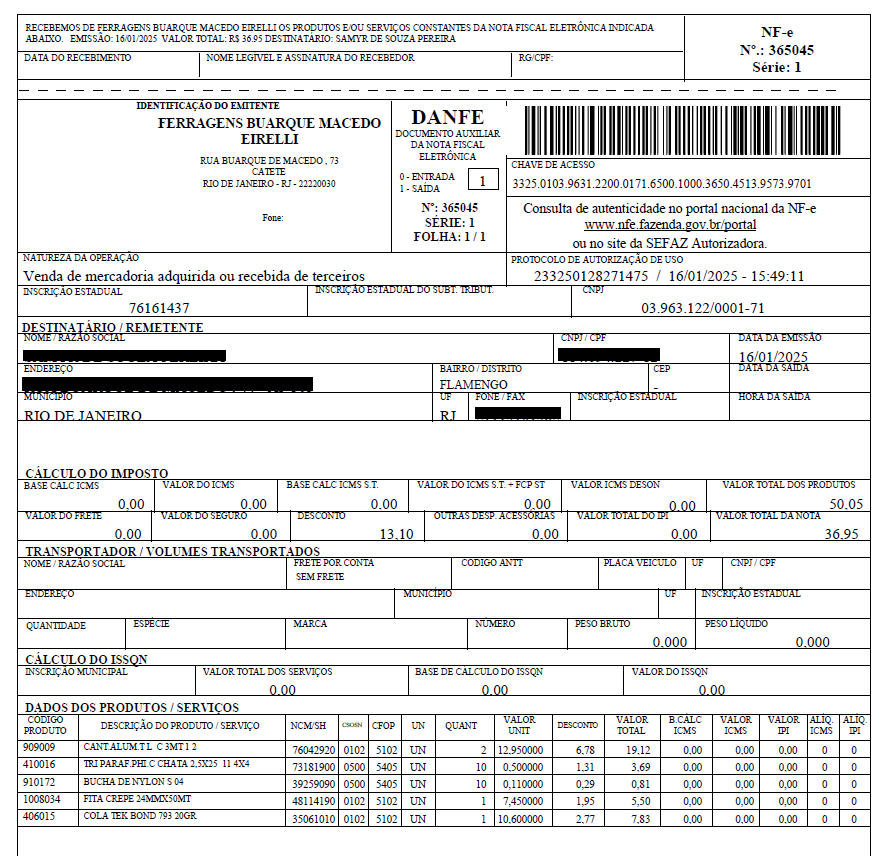 RECEBEMOS DE FERRAGENS BUARQUE MACEDO EIRELLI OS PRODUTOS E/OU SERVIÇOS CONSTANTES DA NOTA FISCAL ELETRÔNICA INDICADA
ABAIXO. EMISSÃO: 16/01/2025 VALOR TOTAL: R$ 36.95 DESTINATÁRIO: SAMYR DE SOUZA PEREIRA
DATA DO RECEBIMENTO NOME LEGÍVEL E ASSINATURA DO RECEBEDOR RG/CPF:
NF-e
Nº.: 365045
Série: 1
IDENTIFICAÇÃO DO EMITENTE
FERRAGENS BUARQUE MACEDO
EIRELLI
RUA BUARQUE DE MACEDO , 73
CATETE
RIO DE JANEIRO - RJ - 22220030
Fone:
DANFE
DOCUMENTO AUXILIAR
DA NOTA FISCAL
ELETRÔNICA
0 - ENTRADA
1 - SAÍDA
1
Nº: 365045
SÉRIE: 1
FOLHA: 1 / 1
CHAVE DE ACESSO
3325.0103.9631.2200.0171.6500.1000.3650.4513.9573.9701
Consulta de autenticidade no portal nacional da NF-e
www.nfe.fazenda.gov.br/portal
ou no site da SEFAZ Autorizadora.
NATUREZA DA OPERAÇÃO PROTOCOLO DE AUTORIZAÇÃO DE USO
Venda de mercadoria adquirida ou recebida de terceiros 233250128271475 / 16/01/2025 - 15:49:11
INSCRIÇÃO ESTADUAL INSCRIÇÃO ESTADUAL DO SUBT. TRIBUT. CNPJ
76161437 03.963.122/0001-71
DESTINATÁRIO / REMETENTE
NOME / RAZÃO SOCIAL CNPJ / CPF DATA DA EMISSÃO
16/01/2025
ENDEREÇO BAIRRO / DISTRITO CEP DATA DA SAÍDA
FLAMENGO -
MUNICÍPIO UF FONE / FAX INSCRIÇÃO ESTADUAL HORA DA SAÍDA
RIO DE JANEIRO RJ
CÁLCULO DO IMPOSTO
BASE CALC ICMS VALOR DO ICMS BASE CALC ICMS S.T. VALOR DO ICMS S.T. + FCP ST VALOR ICMS DESON VALOR TOTAL DOS PRODUTOS
0,00 0,00 0,00 0,00 0,00 50,05
VALOR DO FRETE VALOR DO SEGURO DESCONTO OUTRAS DESP. ACESSÓRIAS VALOR TOTAL DO IPI VALOR TOTAL DA NOTA
0,00 0,00 13,10 0,00 0,00 36,95
TRANSPORTADOR / VOLUMES TRANSPORTADOS
NOME / RAZÃO SOCIAL FRETE POR CONTA CODIGO ANTT PLACA VEICULO UF CNPJ / CPF
SEM FRETE
ENDEREÇO MUNICÍPIO UF INSCRIÇÃO ESTADUAL
QUANTIDADE ESPÉCIE MARCA NÚMERO PESO BRUTO PESO LÍQUIDO
0,000 0,000
CÁLCULO DO ISSQN
INSCRIÇÃO MUNICIPAL VALOR TOTAL DOS SERVIÇOS BASE DE CÁLCULO DO ISSQN VALOR DO ISSQN
0,00 0,00 0,00
DADOS DOS PRODUTOS / SERVIÇOS
CÓDIGO PRODUTO DESCRIÇÃO DO PRODUTO / SERVIÇO NCM/SH CSOSN CFOP UN QUANT VALOR UNIT DESCONTO VALOR TOTAL B.CÁLC ICMS VALOR ICMS VALOR IPI ALÍQ. ICMS ALÍQ. IPI
909009 CANT.ALUM.T L C 3MT 1 2 76042920 0102 5102 UN 2 12,950000 6,78 19,12 0,00 0,00 0,00 0 0
410016 TRJ PARAF.PHI.C CHATA 2,5X25 11 4X4 73181900 0500 5405 UN 10 0,500000 1,31 3,69 0,00 0,00 0,00 0 0
910172 BUCHA DE NYLON S 04 39259090 0500 5405 UN 10 0,110000 0,29 0,81 0,00 0,00 0,00 0 0
1008034 FITA CREPE 24MMX50MT 48114190 0102 5102 UN 1 7,450000 1,95 5,50 0,00 0,00 0,00 0 0
406015 COLA TEK BOND 793 20GR 35061010 0102 5102 UN 1 10,600000 2,77 7,83 0,00 0,00 0,00 0 0